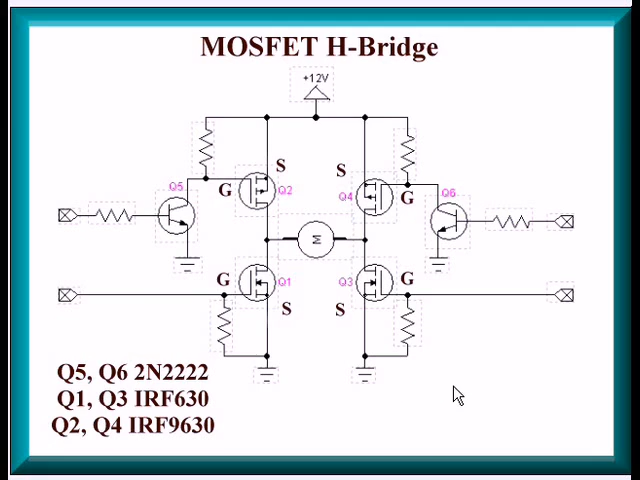 MOSFET H-Bridge
+12V
S
S
Q5
G
Q2
Q4
G
Q6
M
G
Q1
Q3
G
S
S
Q5, Q6 2N2222
Q1, Q3 IRF630
Q2, Q4 IRF9630